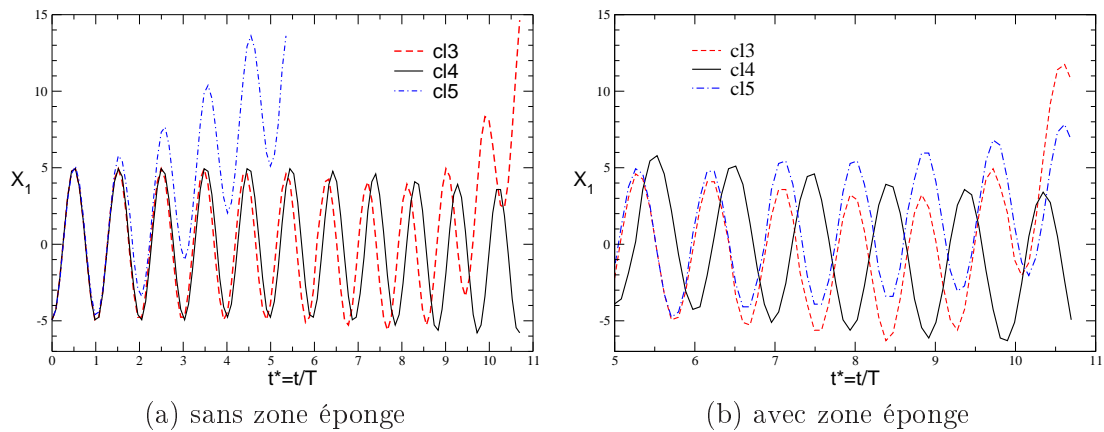 15
10
5
0
-5
X1
cl3
cl4
cl5
0 1 2 3 4 5 6 7 8 9 10 11
t*=t/T
(a) sans zone éponge
15
10
5
0
-5
X1
cl3
cl4
cl5
5 6 7 8 9 10 11
t*=t/T
(b) avec zone éponge